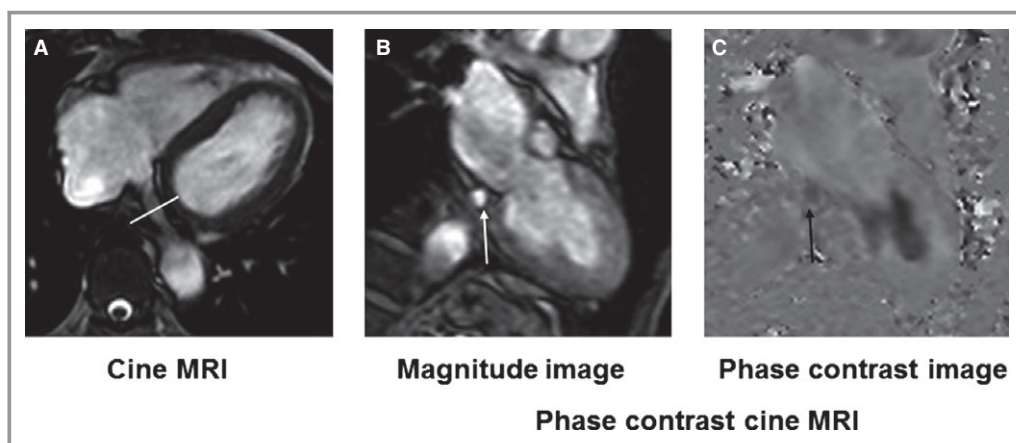 A
B
C
Cine MRI
Magnitude image
Phase contrast image
Phase contrast cine MRI